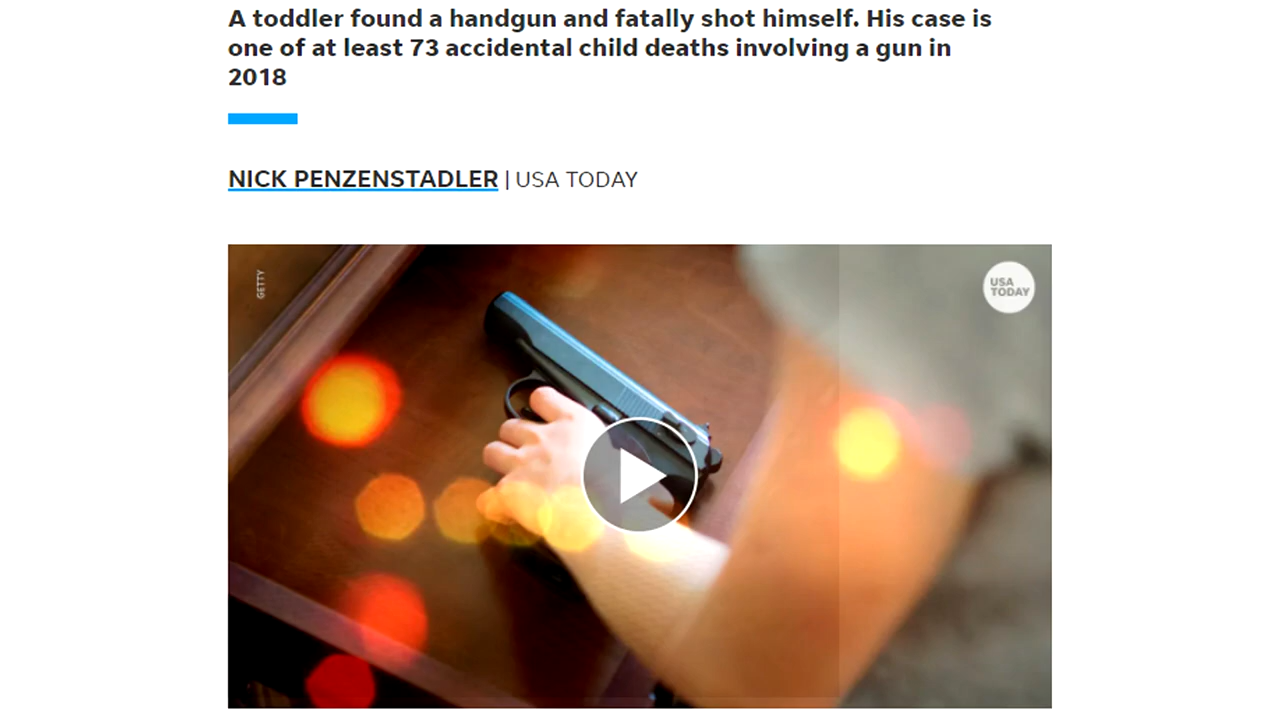 A toddler found a handgun and fatally shot himself. His case is
one of at least 73 accidental child deaths involving a gun in
2018
NICK PENZENSTADLER | USA TODAY
GETTY
USA
TODAY